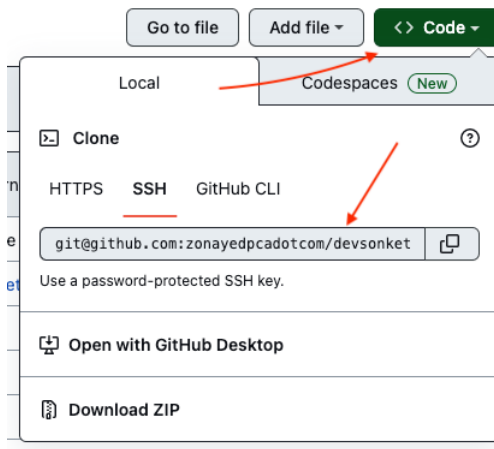 Go to file Add file <> Code
Local Codespaces New
Clone
HTTPS SSH GitHub CLI
git@github.com:zonayedpcadotcom/devsonket
Use a password-protected SSH key.
Open with GitHub Desktop
Download ZIP